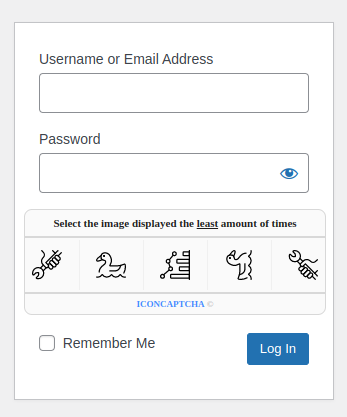 Username or Email Address
Password
Select the image displayed the least amount of times
ICONCAPTCHA ©
Remember Me
Log In